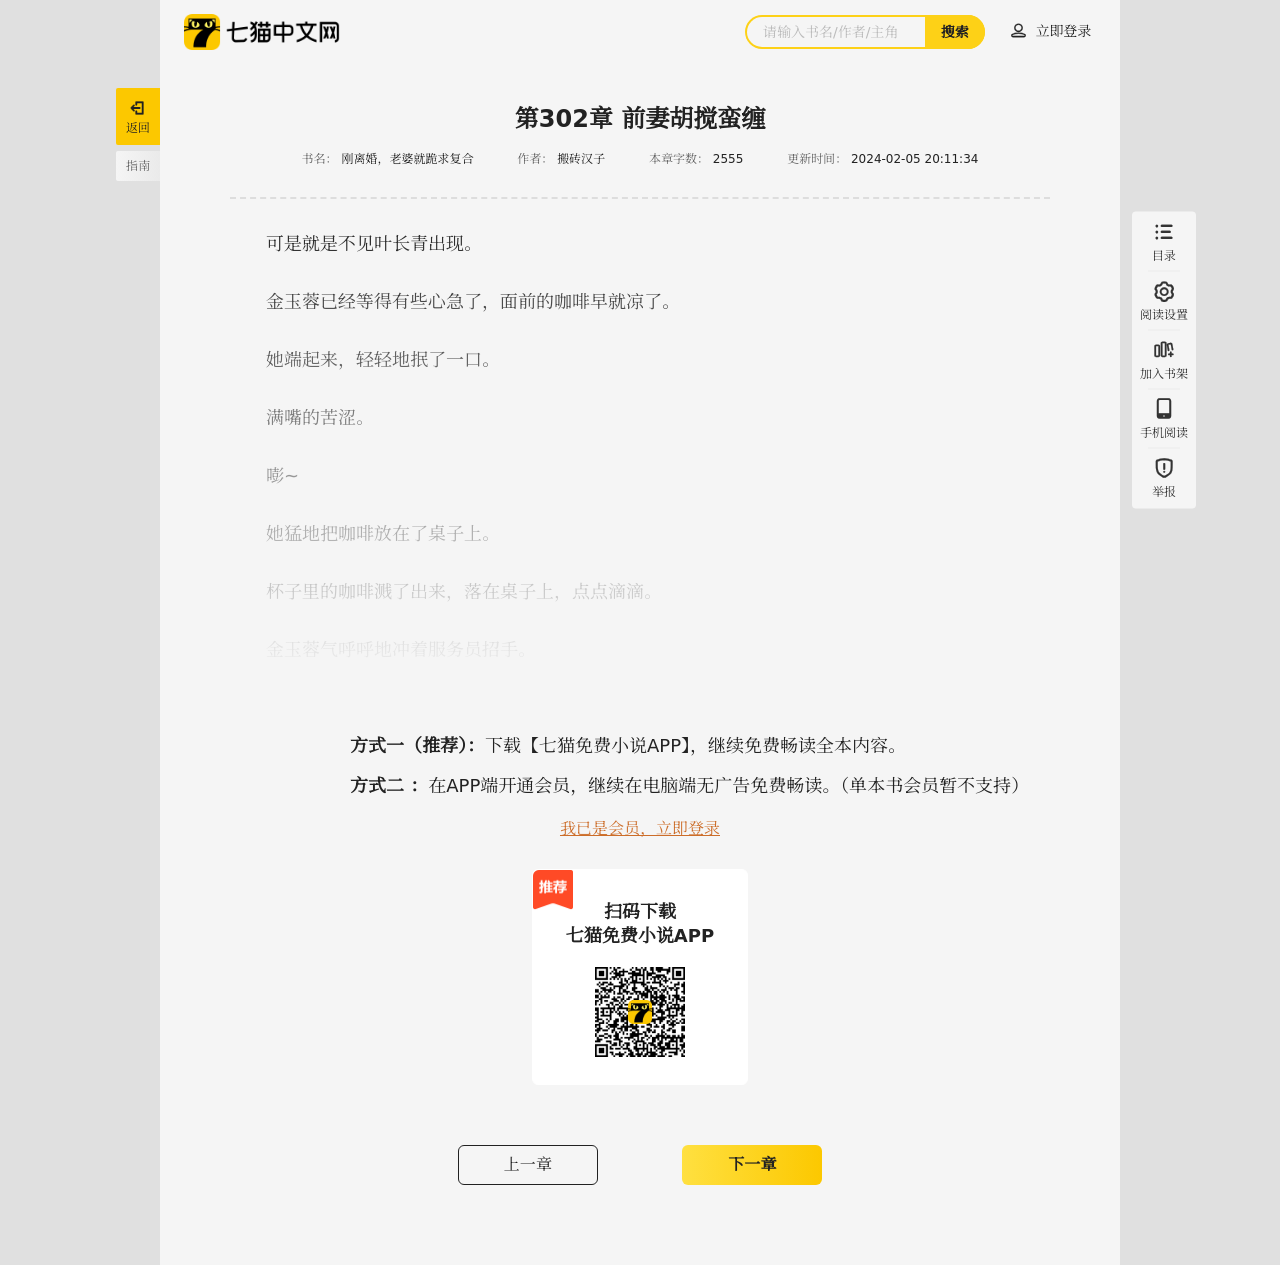 七猫中文网
请输入书名/作者/主角
搜索
立即登录
返回
指南
第302章 前妻胡搅蛮缠
书名： 刚离婚，老婆就跪求复合 作者： 搬砖汉子 本章字数： 2555 更新时间： 2024-02-05 20:11:34
可是就是不见叶长青出现。
金玉蓉已经等得有些心急了，面前的咖啡早就凉了。
她端起来，轻轻地抿了一口。
满嘴的苦涩。
嘭~
她猛地把咖啡放在了桌子上。
杯子里的咖啡溅了出来，落在桌子上，点点滴滴。
金玉蓉气呼呼地冲着服务员招手。
目录
阅读设置
加入书架
手机阅读
举报
方式一（推荐）：下载【七猫免费小说APP】，继续免费畅读全本内容。
方式二 ：在APP端开通会员，继续在电脑端无广告免费畅读。（单本书会员暂不支持）
我已是会员，立即登录
推荐
扫码下载
七猫免费小说APP
上一章
下一章